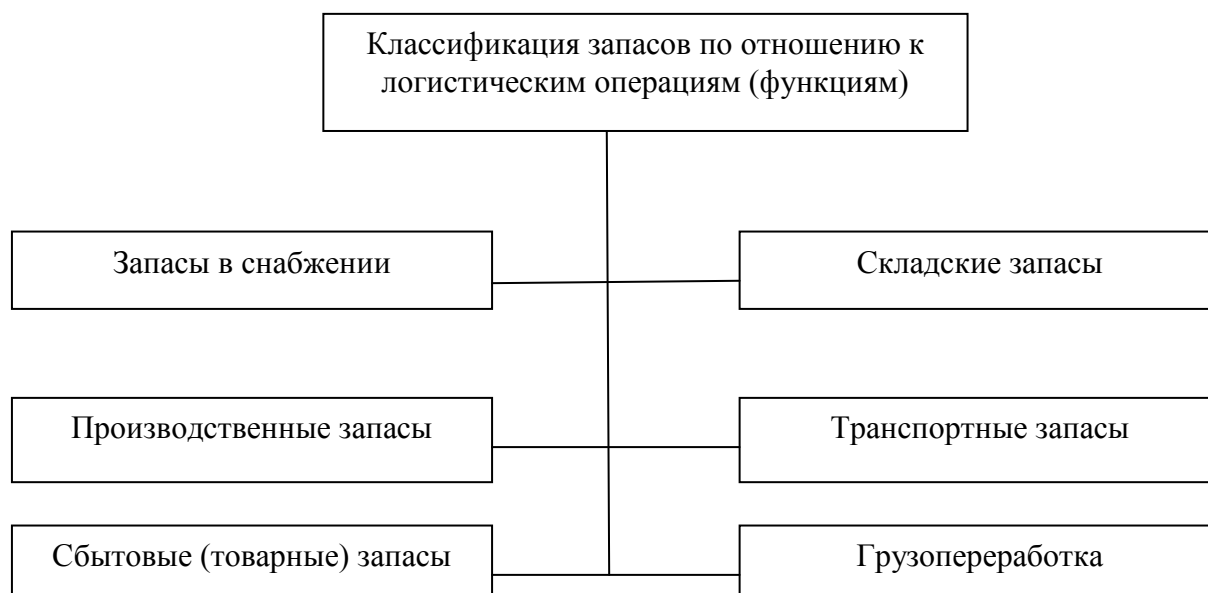 Классификация запасов по отношению к
логистическим операциям (функциям)
Запасы в снабжении
Складские запасы
Производственные запасы
Транспортные запасы
Сбытовые (товарные) запасы
Грузопереработка